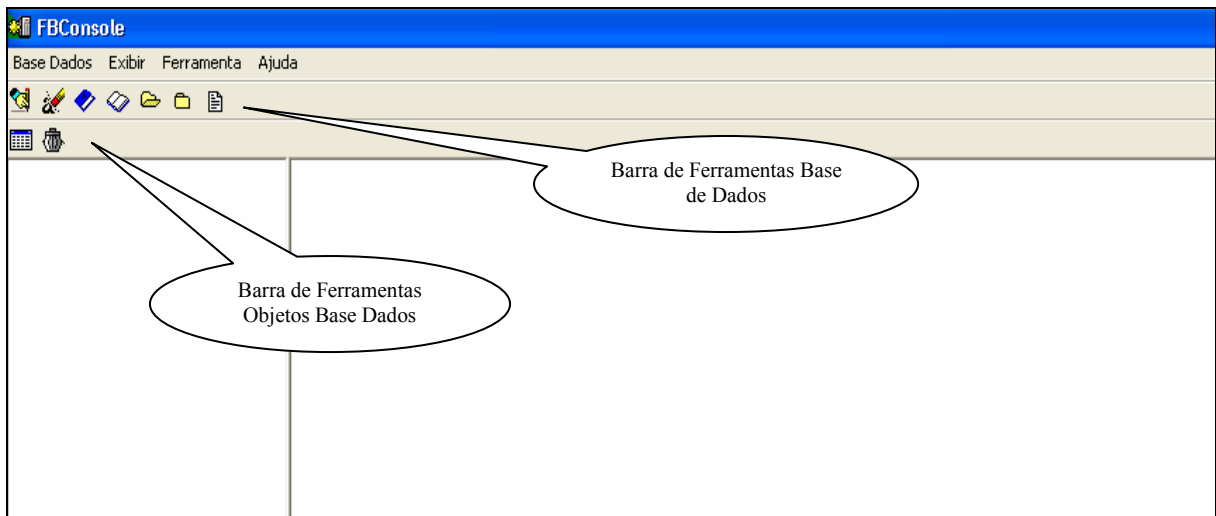 FBConsole
Base Dados Exibir Ferramenta Ajuda
Barra de Ferramentas Base
de Dados
Barra de Ferramentas
Objetos Base Dados